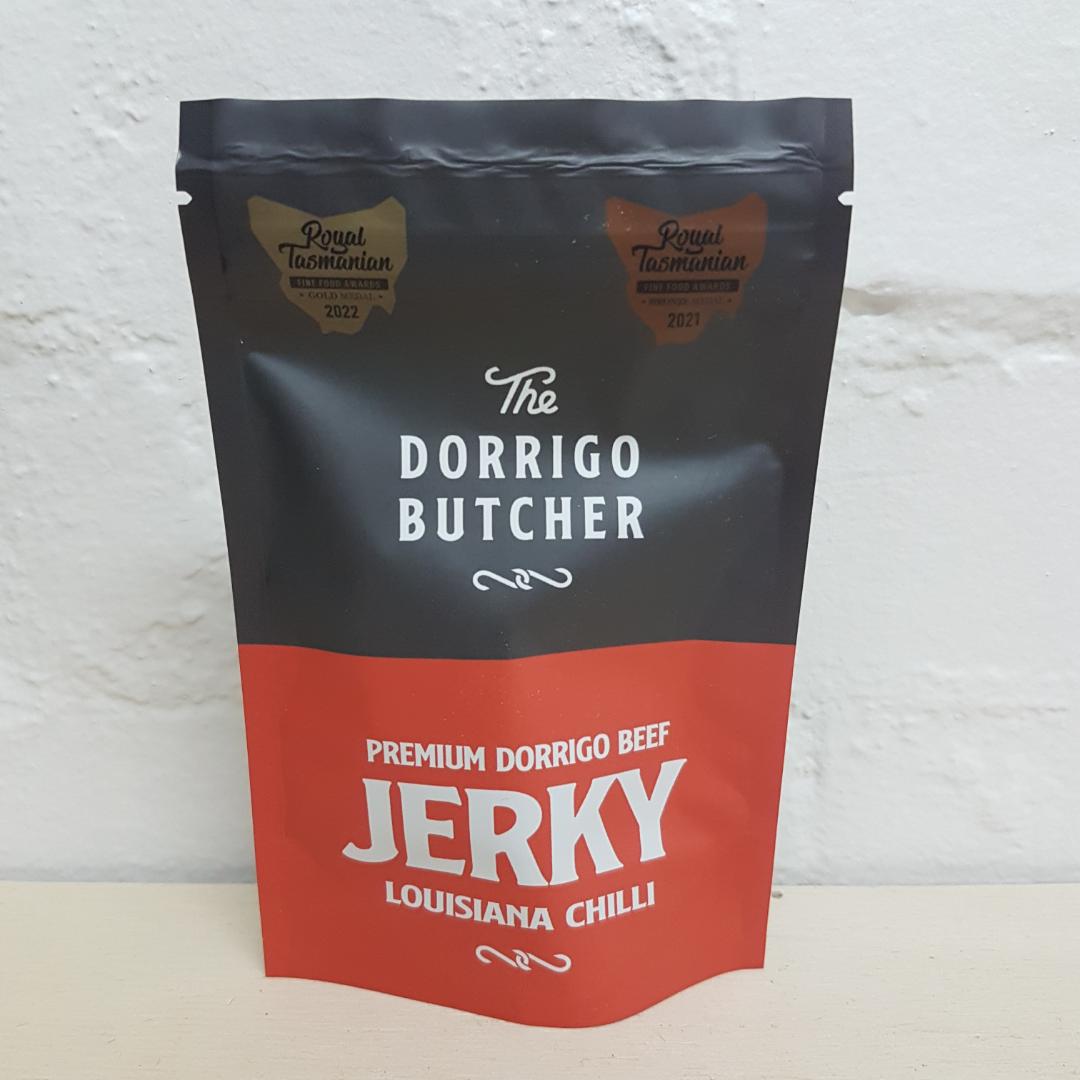 Royal
Tasmanian
FINE FOOD AWARDS
• GOLD MEDAL •
2022
Royal
Tasmanian
FINE FOOD AWARDS
• BRONZE MEDAL •
2021
The
DORRIGO
BUTCHER
PREMIUM DORRIGO BEEF
JERKY
LOUISIANA CHILLI